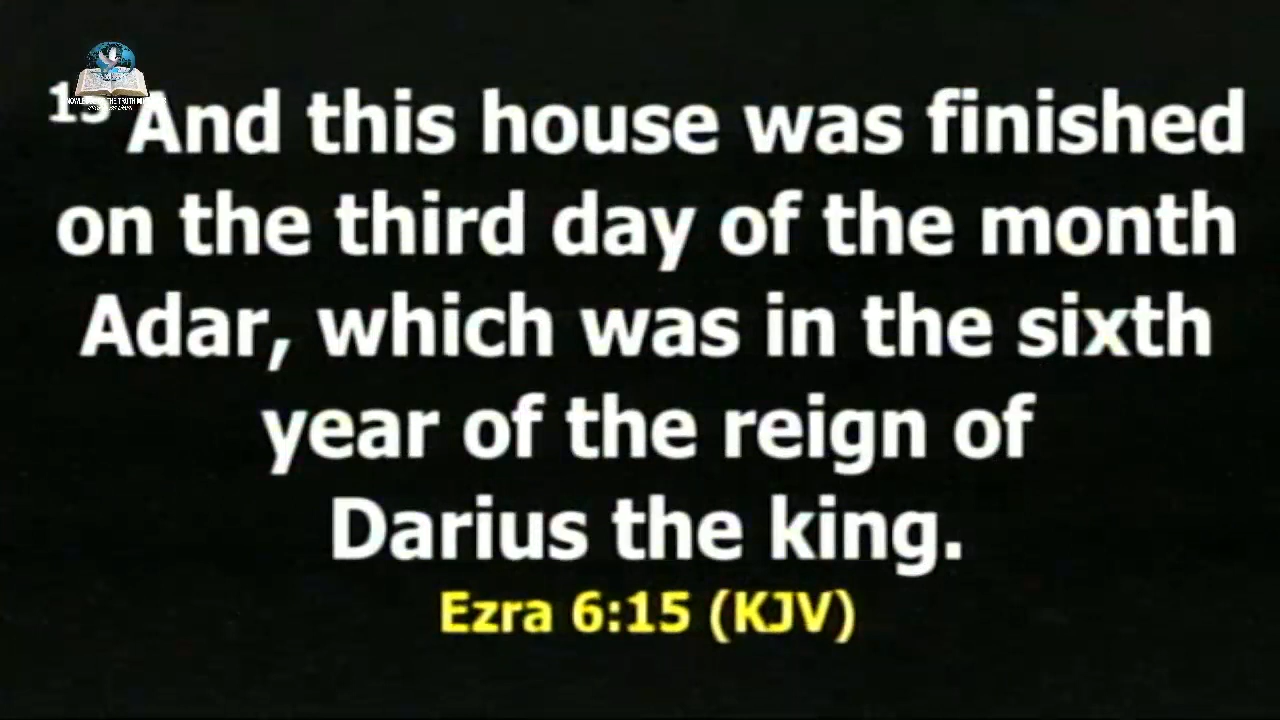 15 And this house was finished
on the third day of the month
Adar, which was in the sixth
year of the reign of
Darius the king.
Ezra 6:15 (KJV)